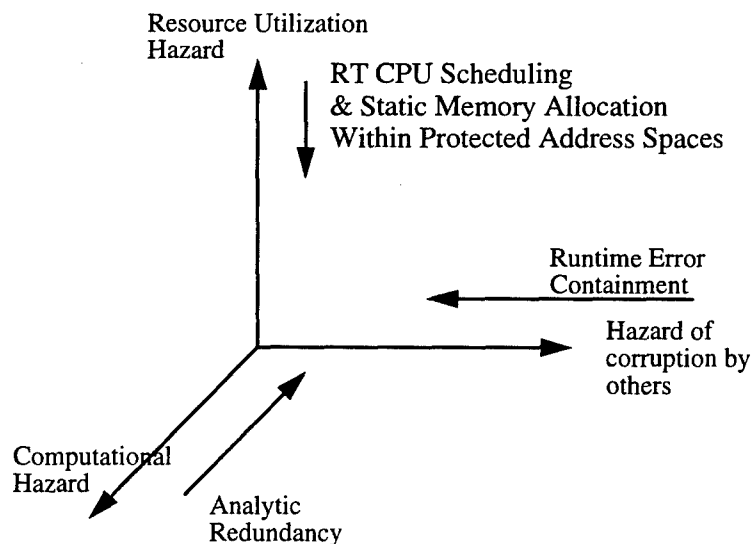 Resource Utilization
Hazard
RT CPU Scheduling
& Static Memory Allocation
Within Protected Address Spaces
Runtime Error
Containment
Hazard of
corruption by
others
Computational
Hazard
Analytic
Redundancy